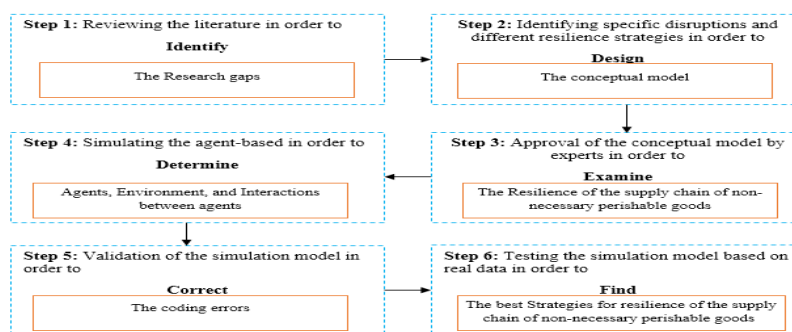 Step 1: Reviewing the literature in order to
Identify
The Research gaps
Step 2: Identifying specific disruptions and
different resilience strategies in order to
Design
The conceptual model
Step 3: Approval of the conceptual model by
experts in order to
Examine
The Resilience of the supply chain of non-
necessary perishable goods
Step 4: Simulating the agent-based in order to
Determine
Agents, Environment, and Interactions
between agents
Step 5: Validation of the simulation model in
order to
Correct
The coding errors
Step 6: Testing the simulation model based on
real data in order to
Find
The best Strategies for resilience of the supply
chain of non-necessary perishable goods